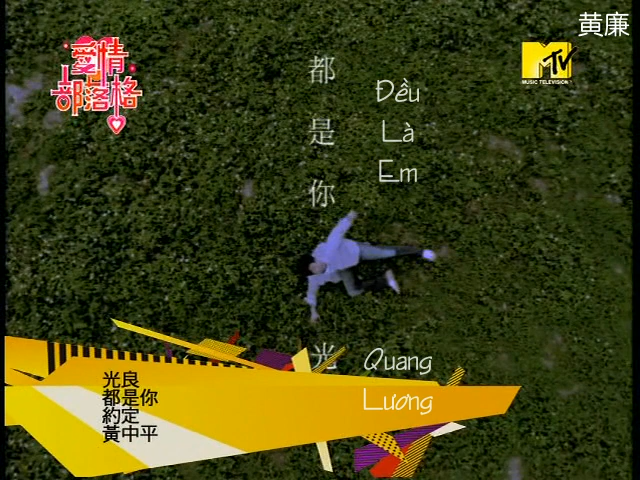 黄廉
愛情
部落格
MTV
MUSIC TELEVISION
都是你
Đều
Là
Em
光
Quang
Lương
光良
都是你
約定
黃中平